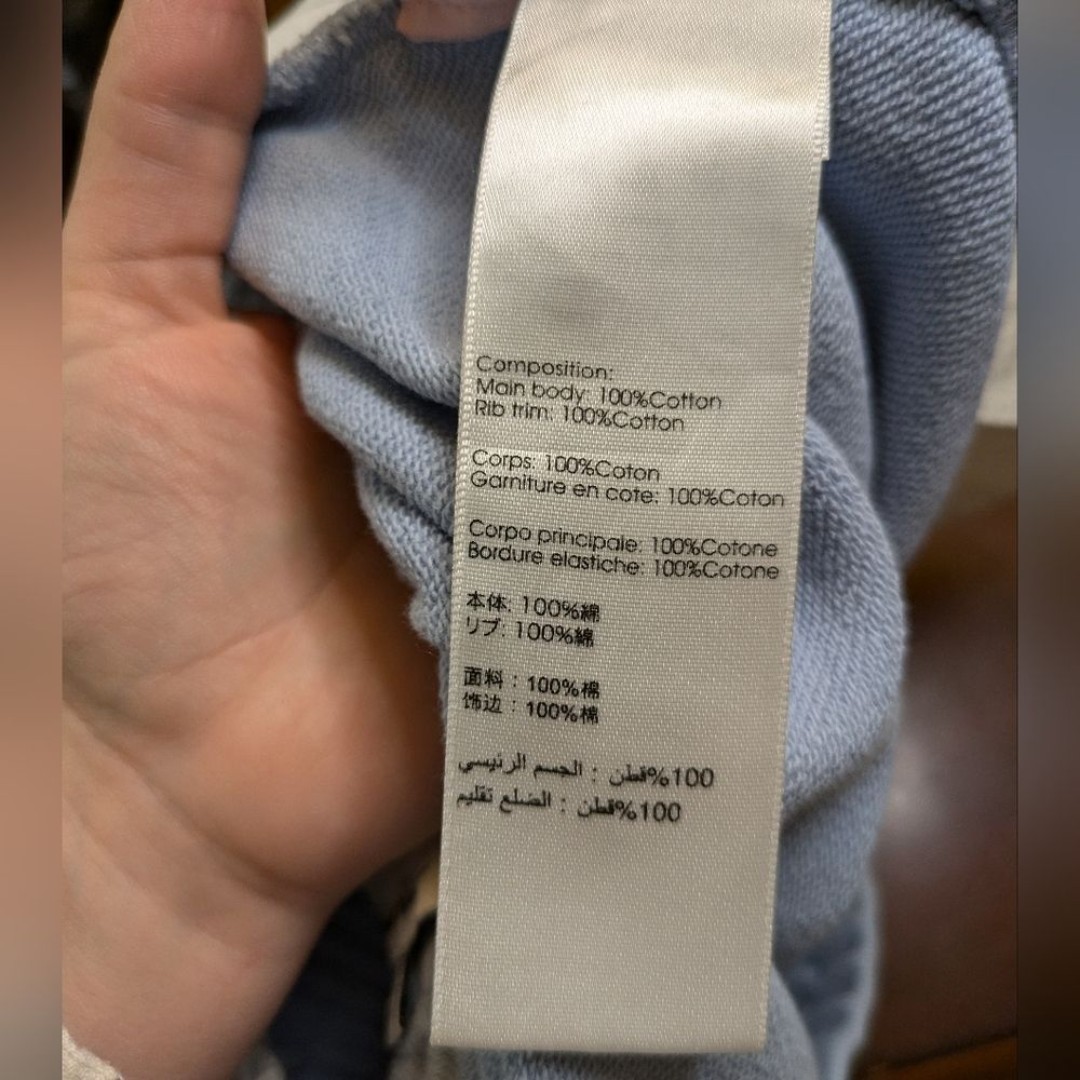 Composition:
Main body: 100%Cotton
Rib trim: 100%Cotton
Corps: 100%Coton
Garniture en cote: 100%Coton
Corpo principale: 100%Cotone
Bordure elastiche: 100%Cotone
本体: 100%綿
リブ: 100%綿
面料：100%棉
饰边：100%棉
الجسم الرئيسي : قطن%100
الضلع تقليم : قطن%100